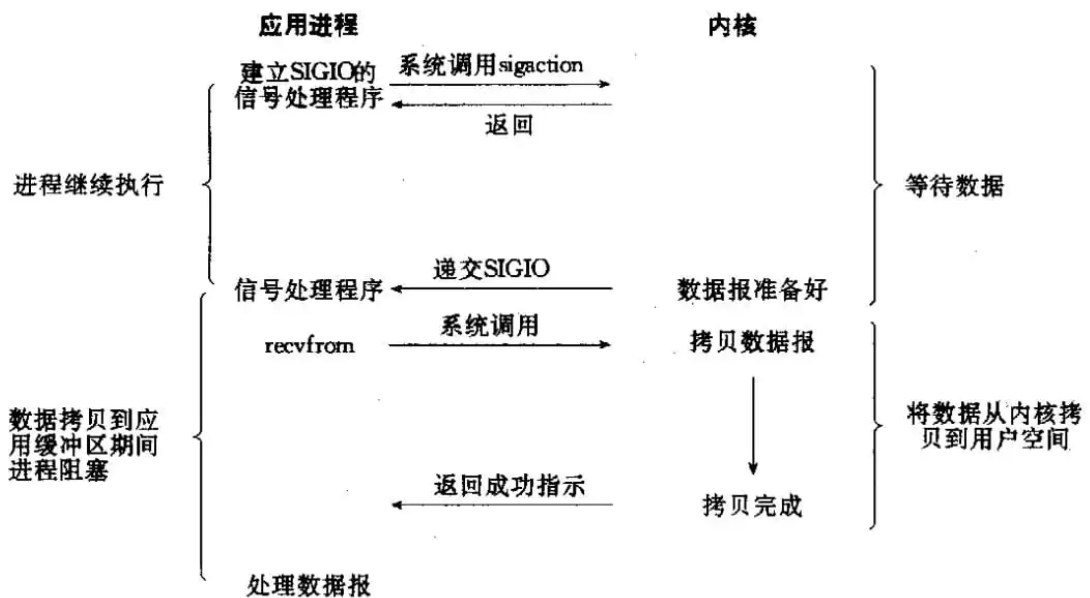 应用进程
内核
建立SIGIO的
信号处理程序
系统调用sigaction
返回
进程继续执行
等待数据
递交SIGIO
信号处理程序
数据报准备好
系统调用
recvfrom
拷贝数据报
数据拷贝到应
用缓冲区期间
进程阻塞
将数据从内核拷
贝到用户空间
返回成功指示
拷贝完成
处理数据报